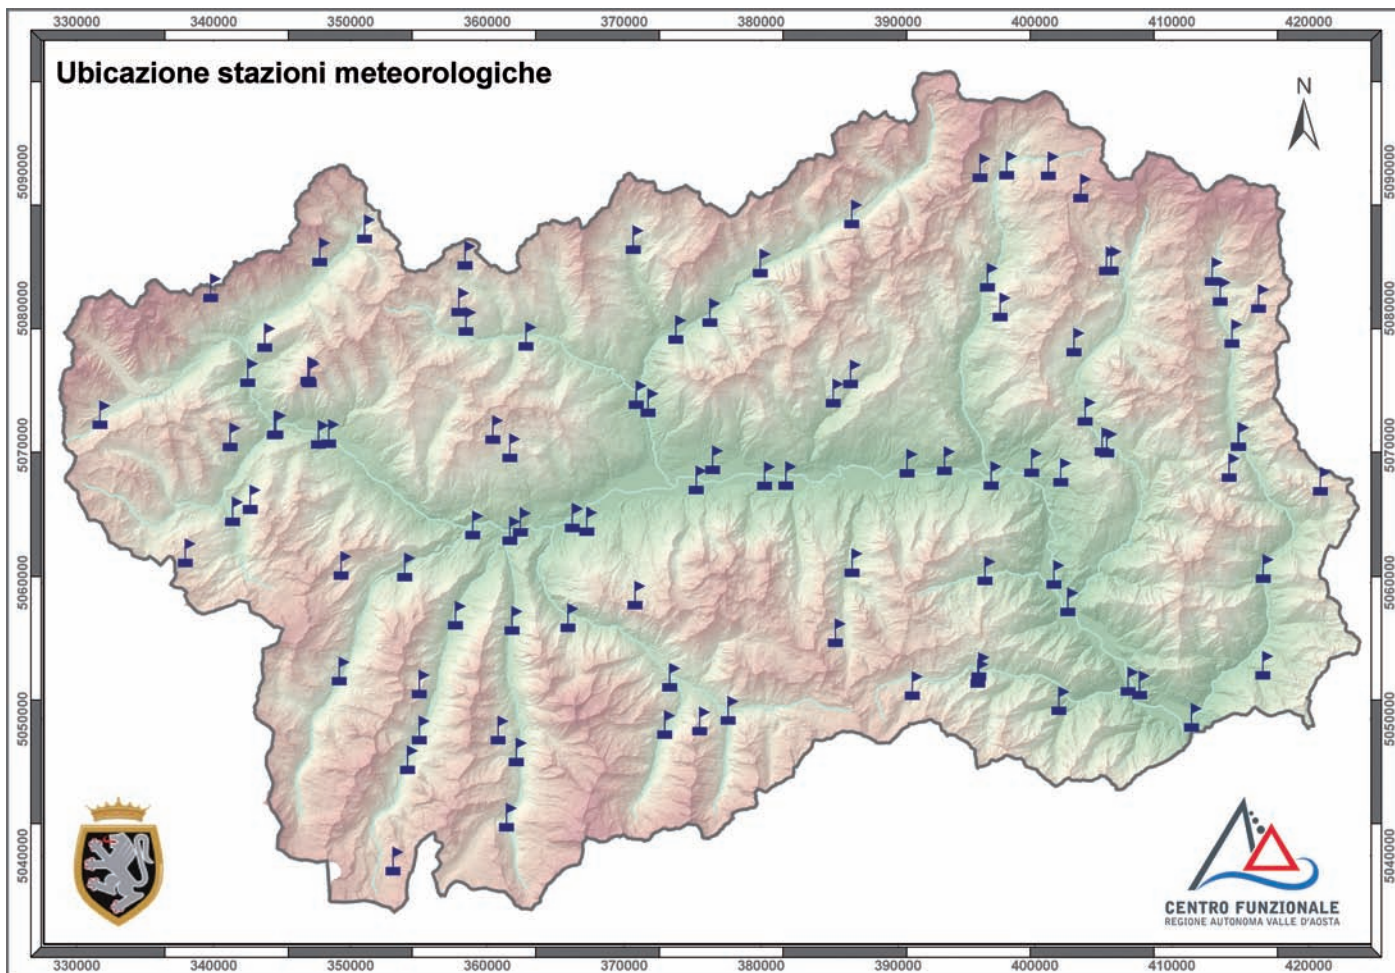 330000 340000 350000 360000 370000 380000 390000 400000 410000 420000
Ubicazione stazioni meteorologiche
N
5090000 5090000
5080000 5080000
5070000 5070000
5060000 5060000
5050000 5050000
5040000 5040000
CENTRO FUNZIONALE
REGIONE AUTONOMA VALLE D'AOSTA
330000 340000 350000 360000 370000 380000 390000 400000 410000 420000